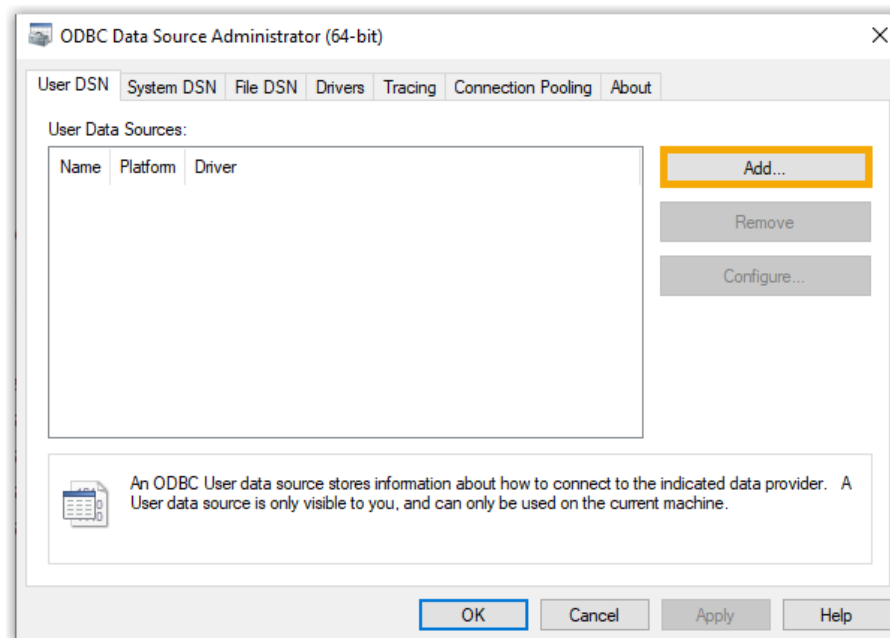 ODBC Data Source Administrator (64-bit)
User DSN System DSN File DSN Drivers Tracing Connection Pooling About
User Data Sources:
Name Platform Driver
Add...
Remove
Configure...
An ODBC User data source stores information about how to connect to the indicated data provider. A
User data source is only visible to you, and can only be used on the current machine.
OK Cancel Apply Help